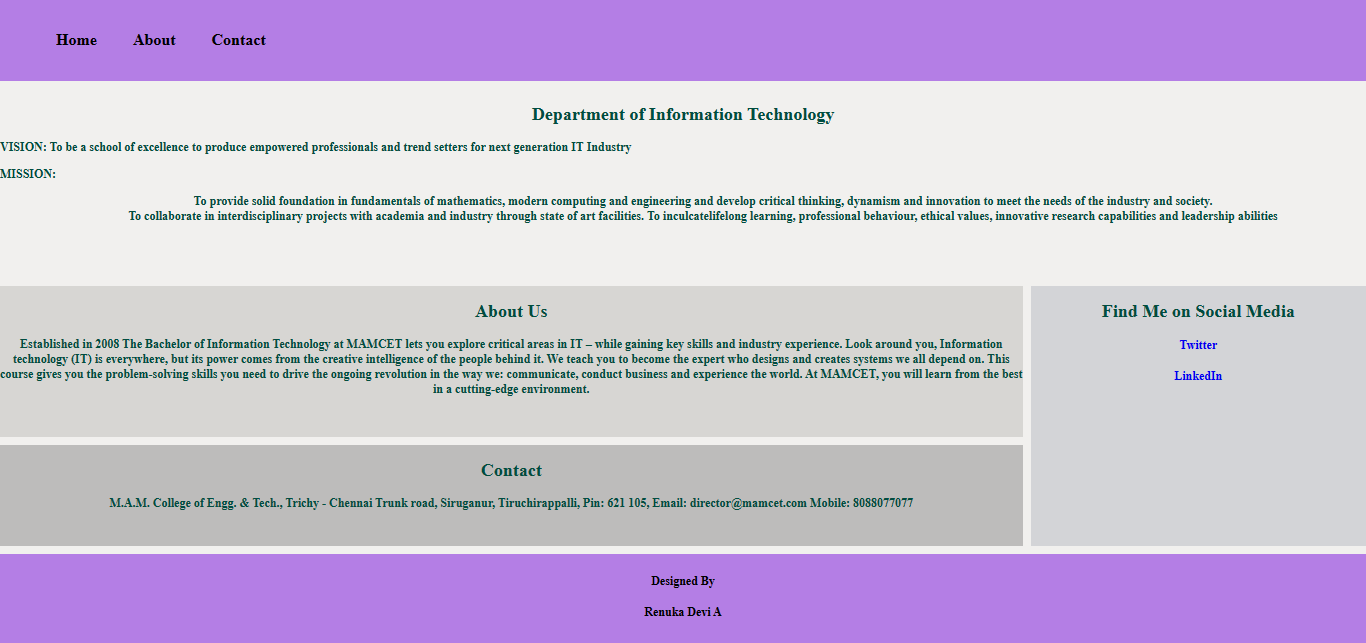 Home About Contact
Department of Information Technology
VISION: To be a school of excellence to produce empowered professionals and trend setters for next generation IT Industry
MISSION:
To provide solid foundation in fundamentals of mathematics, modern computing and engineering and develop critical thinking, dynamism and innovation to meet the needs of the industry and society.
To collaborate in interdisciplinary projects with academia and industry through state of art facilities. To inculcatelifelong learning, professional behaviour, ethical values, innovative research capabilities and leadership abilities
About Us
Established in 2008 The Bachelor of Information Technology at MAMCET lets you explore critical areas in IT – while gaining key skills and industry experience. Look around you, Information
technology (IT) is everywhere, but its power comes from the creative intelligence of the people behind it. We teach you to become the expert who designs and creates systems we all depend on. This
course gives you the problem-solving skills you need to drive the ongoing revolution in the way we: communicate, conduct business and experience the world. At MAMCET, you will learn from the best
in a cutting-edge environment.
Find Me on Social Media
Twitter
LinkedIn
Contact
M.A.M. College of Engg. & Tech., Trichy - Chennai Trunk road, Siruganur, Tiruchirappalli, Pin: 621 105, Email: director@mamcet.com Mobile: 8088077077
Designed By
Renuka Devi A